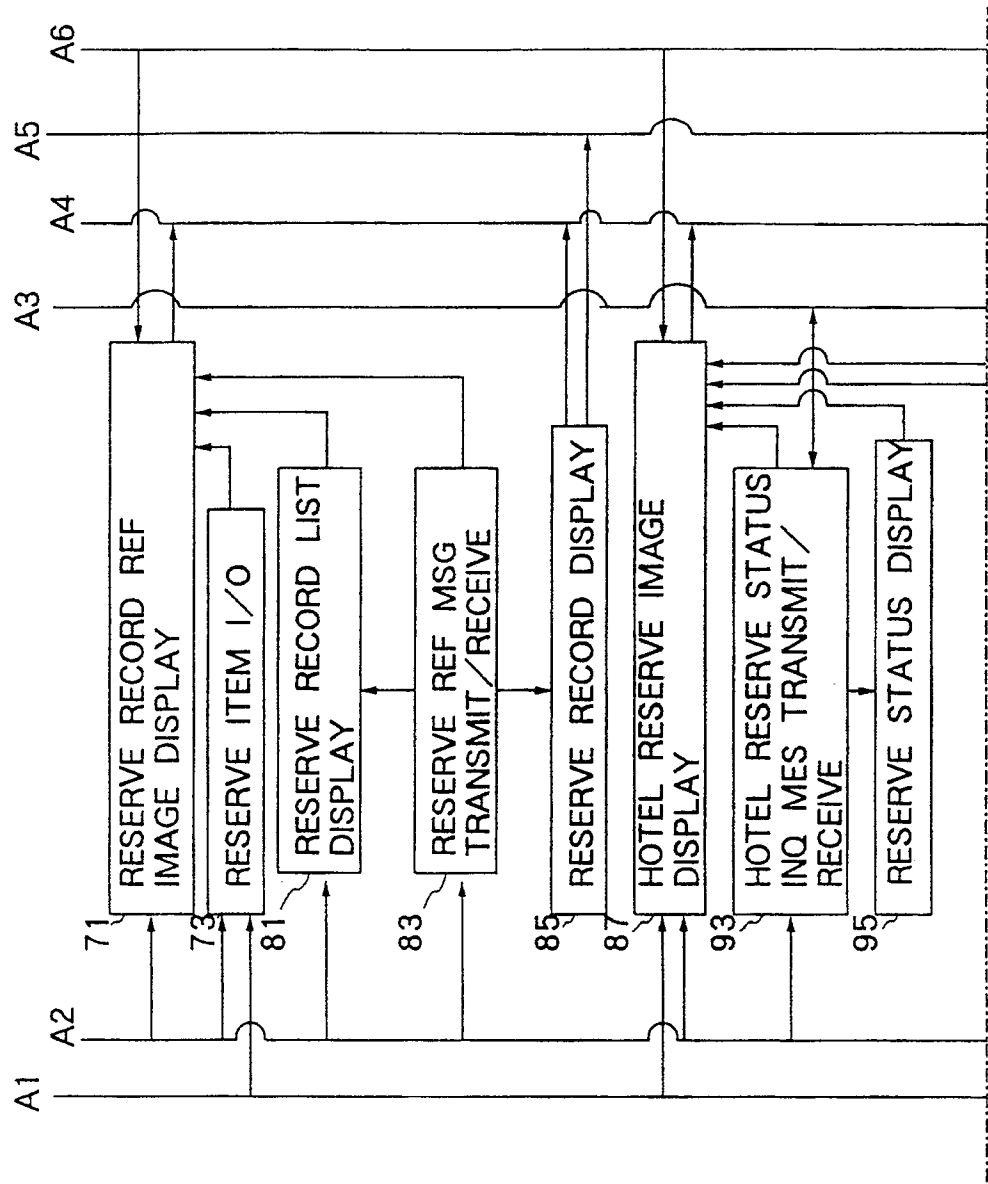 A1
A2
A3
A4
A5
A6
71
RESERVE RECORD REF
IMAGE DISPLAY
73
RESERVE ITEM I/O
81
RESERVE RECORD LIST
DISPLAY
83
RESERVE REF MSG
TRANSMIT/RECEIVE
85
RESERVE RECORD DISPLAY
87
HOTEL RESERVE IMAGE
DISPLAY
93
HOTEL RESERVE STATUS
INQ MES TRANSMIT/
RECEIVE
95
RESERVE STATUS DISPLAY